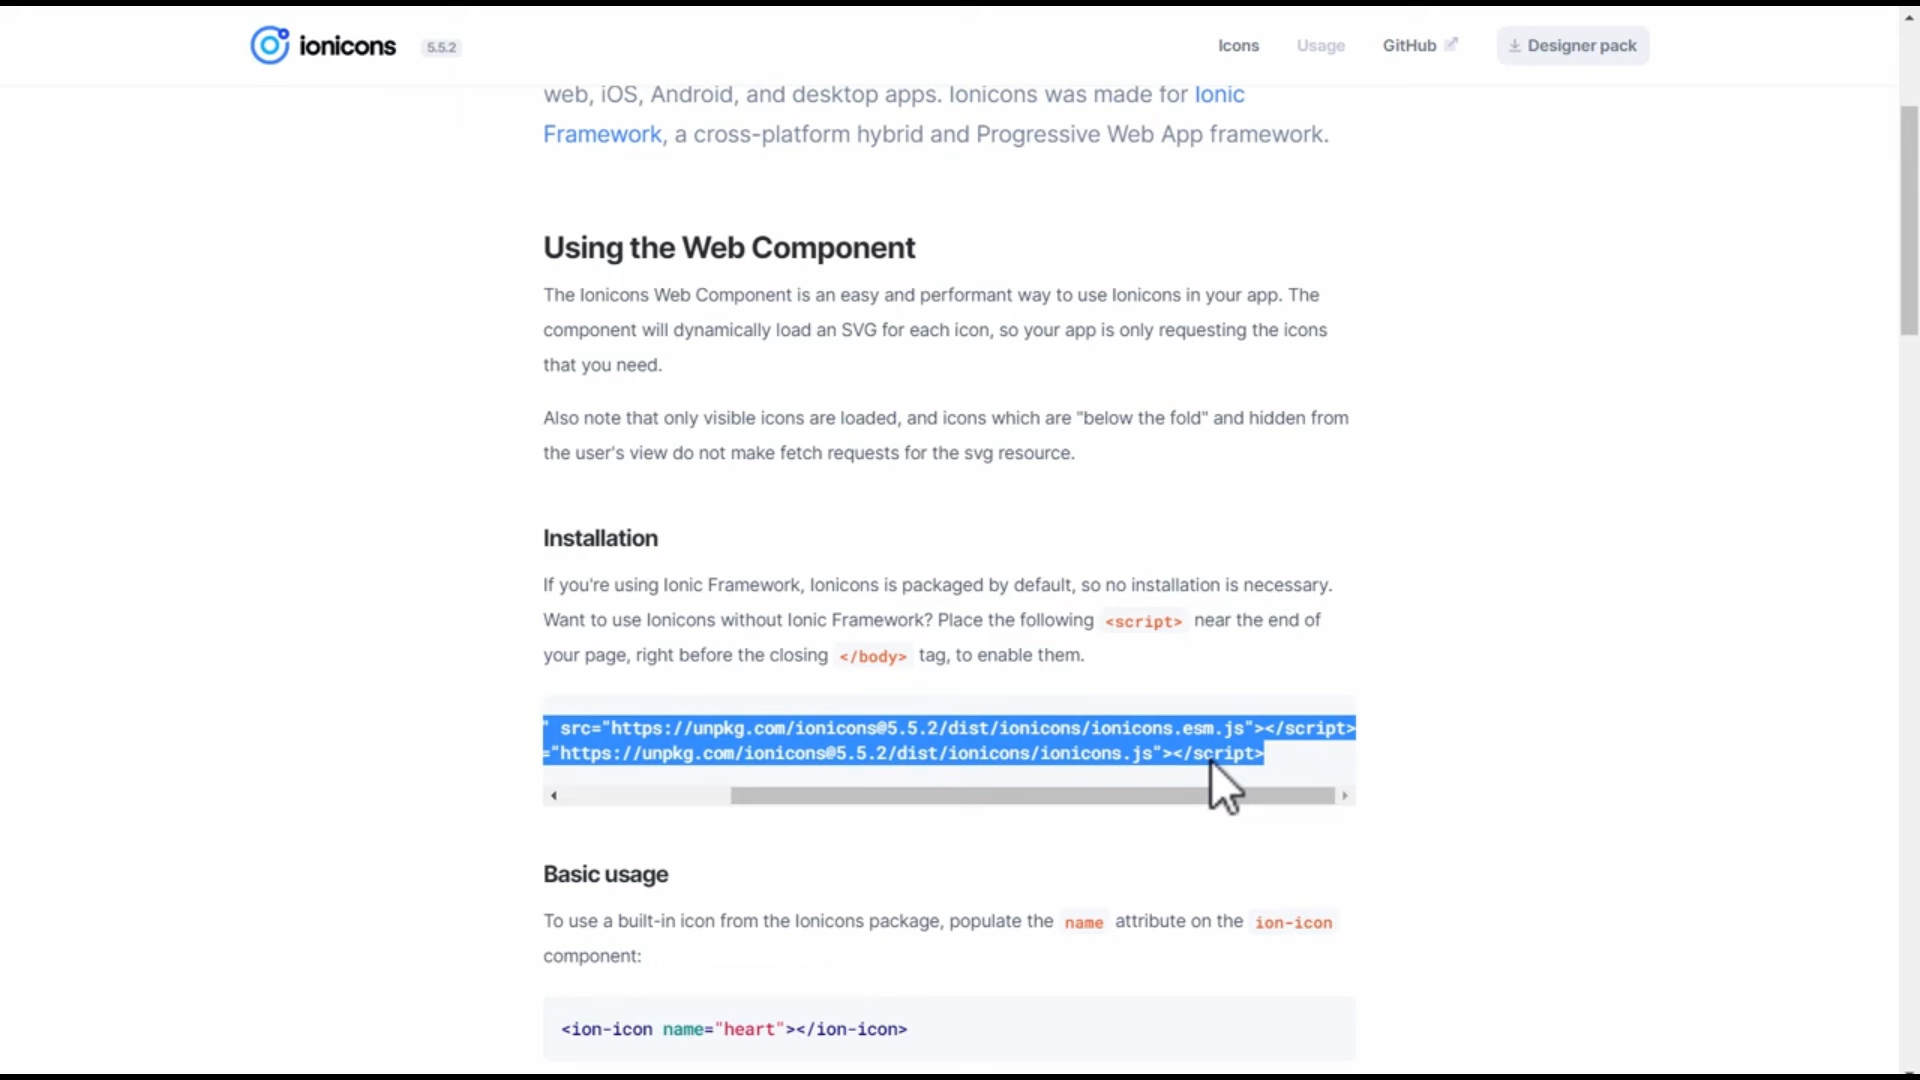 ionicons 5.5.2 Icons Usage GitHub Designer pack
web, iOS, Android, and desktop apps. Ionicons was made for Ionic
Framework, a cross-platform hybrid and Progressive Web App framework.
Using the Web Component
The Ionicons Web Component is an easy and performant way to use Ionicons in your app. The
component will dynamically load an SVG for each icon, so your app is only requesting the icons
that you need.
Also note that only visible icons are loaded, and icons which are "below the fold" and hidden from
the user's view do not make fetch requests for the svg resource.
Installation
If you're using Ionic Framework, Ionicons is packaged by default, so no installation is necessary.
Want to use Ionicons without Ionic Framework? Place the following <script> near the end of
your page, right before the closing </body> tag, to enable them.
" src="https://unpkg.com/ionicons@5.5.2/dist/ionicons/ionicons.esm.js"></script>
="https://unpkg.com/ionicons@5.5.2/dist/ionicons/ionicons.js"></script>
Basic usage
To use a built-in icon from the Ionicons package, populate the name attribute on the ion-icon
component:
<ion-icon name="heart"></ion-icon>